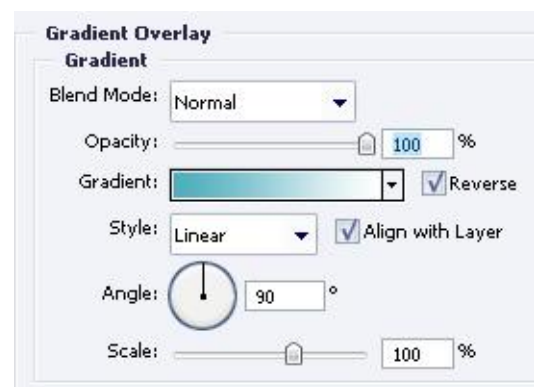 Gradient Overlay
Gradient
Blend Mode: Normal
Opacity: 100 %
Gradient: Reverse
Style: Linear Align with Layer
Angle: 90 °
Scale: 100 %